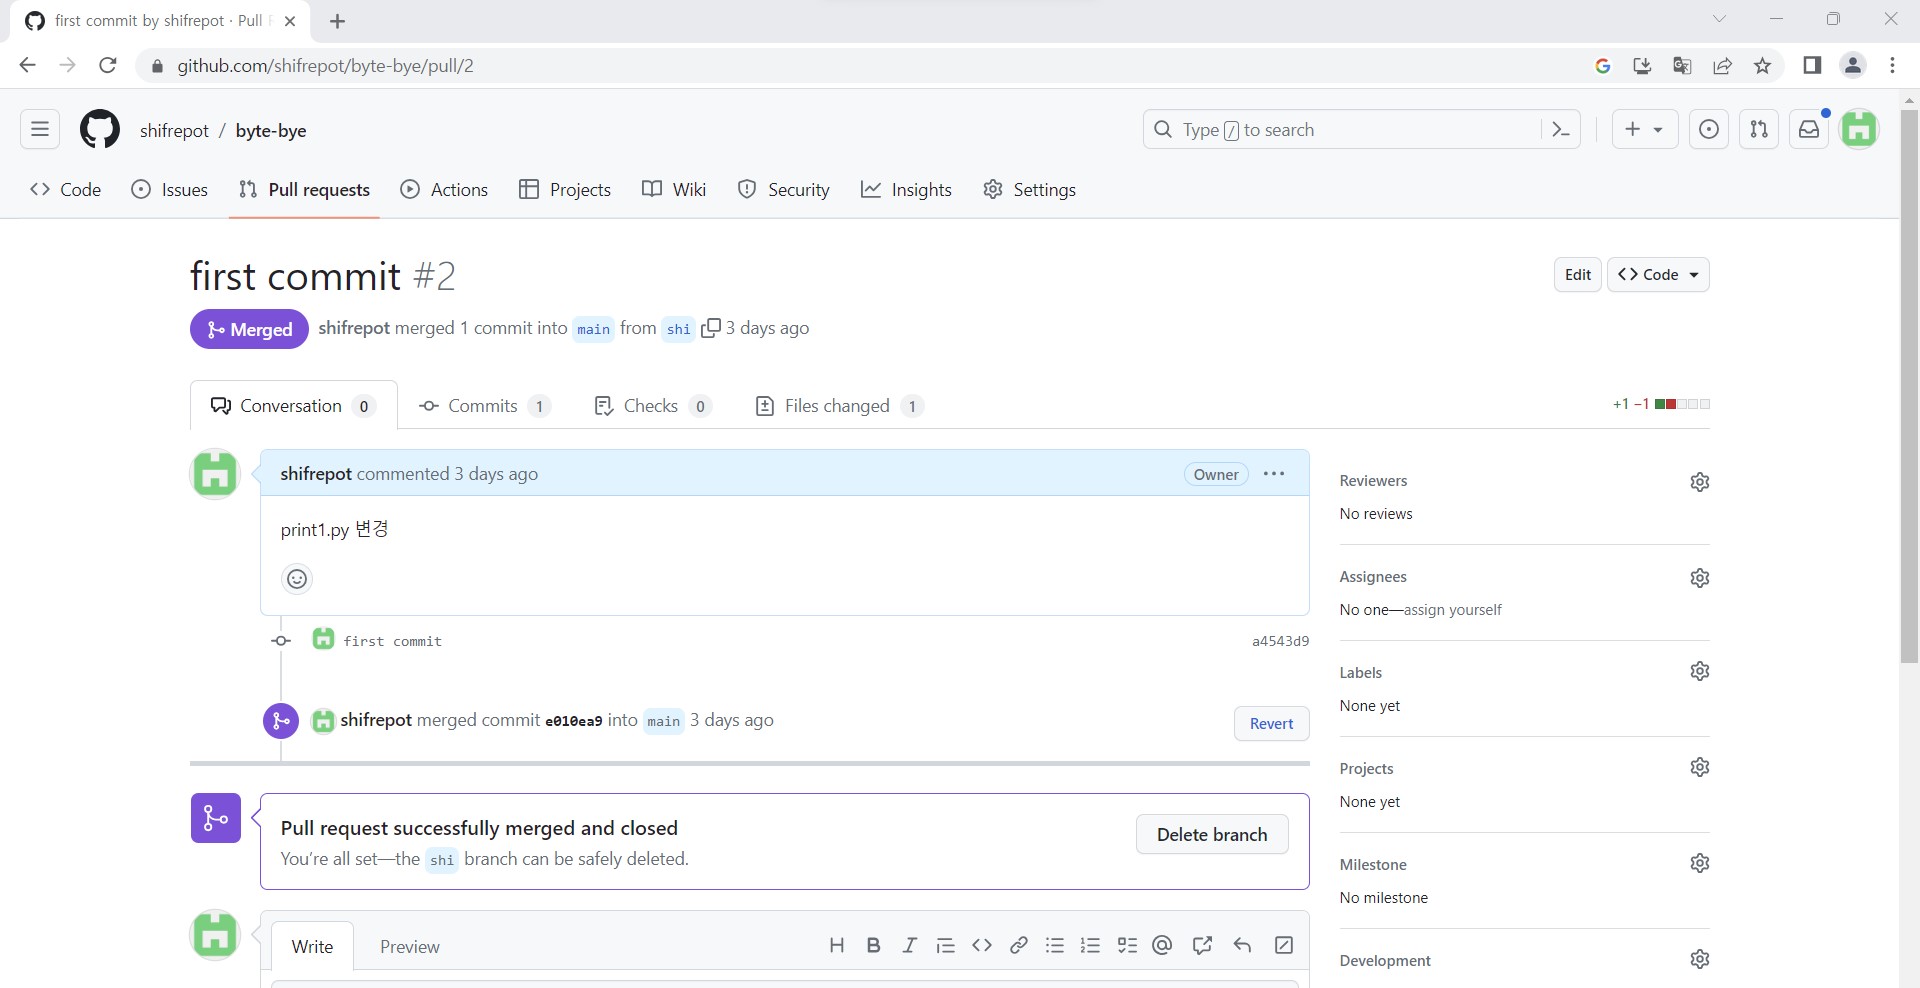 first commit by shifrepot · Pull R
github.com/shifrepot/byte-bye/pull/2
shifrepot / byte-bye
Type / to search
Code Issues Pull requests Actions Projects Wiki Security Insights Settings
first commit #2
Edit Code
Merged shifrepot merged 1 commit into main from shi 3 days ago
Conversation 0 Commits 1 Checks 0 Files changed 1
+1 −1
shifrepot commented 3 days ago
Owner
print1.py 변경
first commit
a4543d9
shifrepot merged commit e010ea9 into main 3 days ago
Revert
Pull request successfully merged and closed
You're all set—the shi branch can be safely deleted.
Delete branch
Write Preview
Reviewers
No reviews
Assignees
No one—assign yourself
Labels
None yet
Projects
None yet
Milestone
No milestone
Development